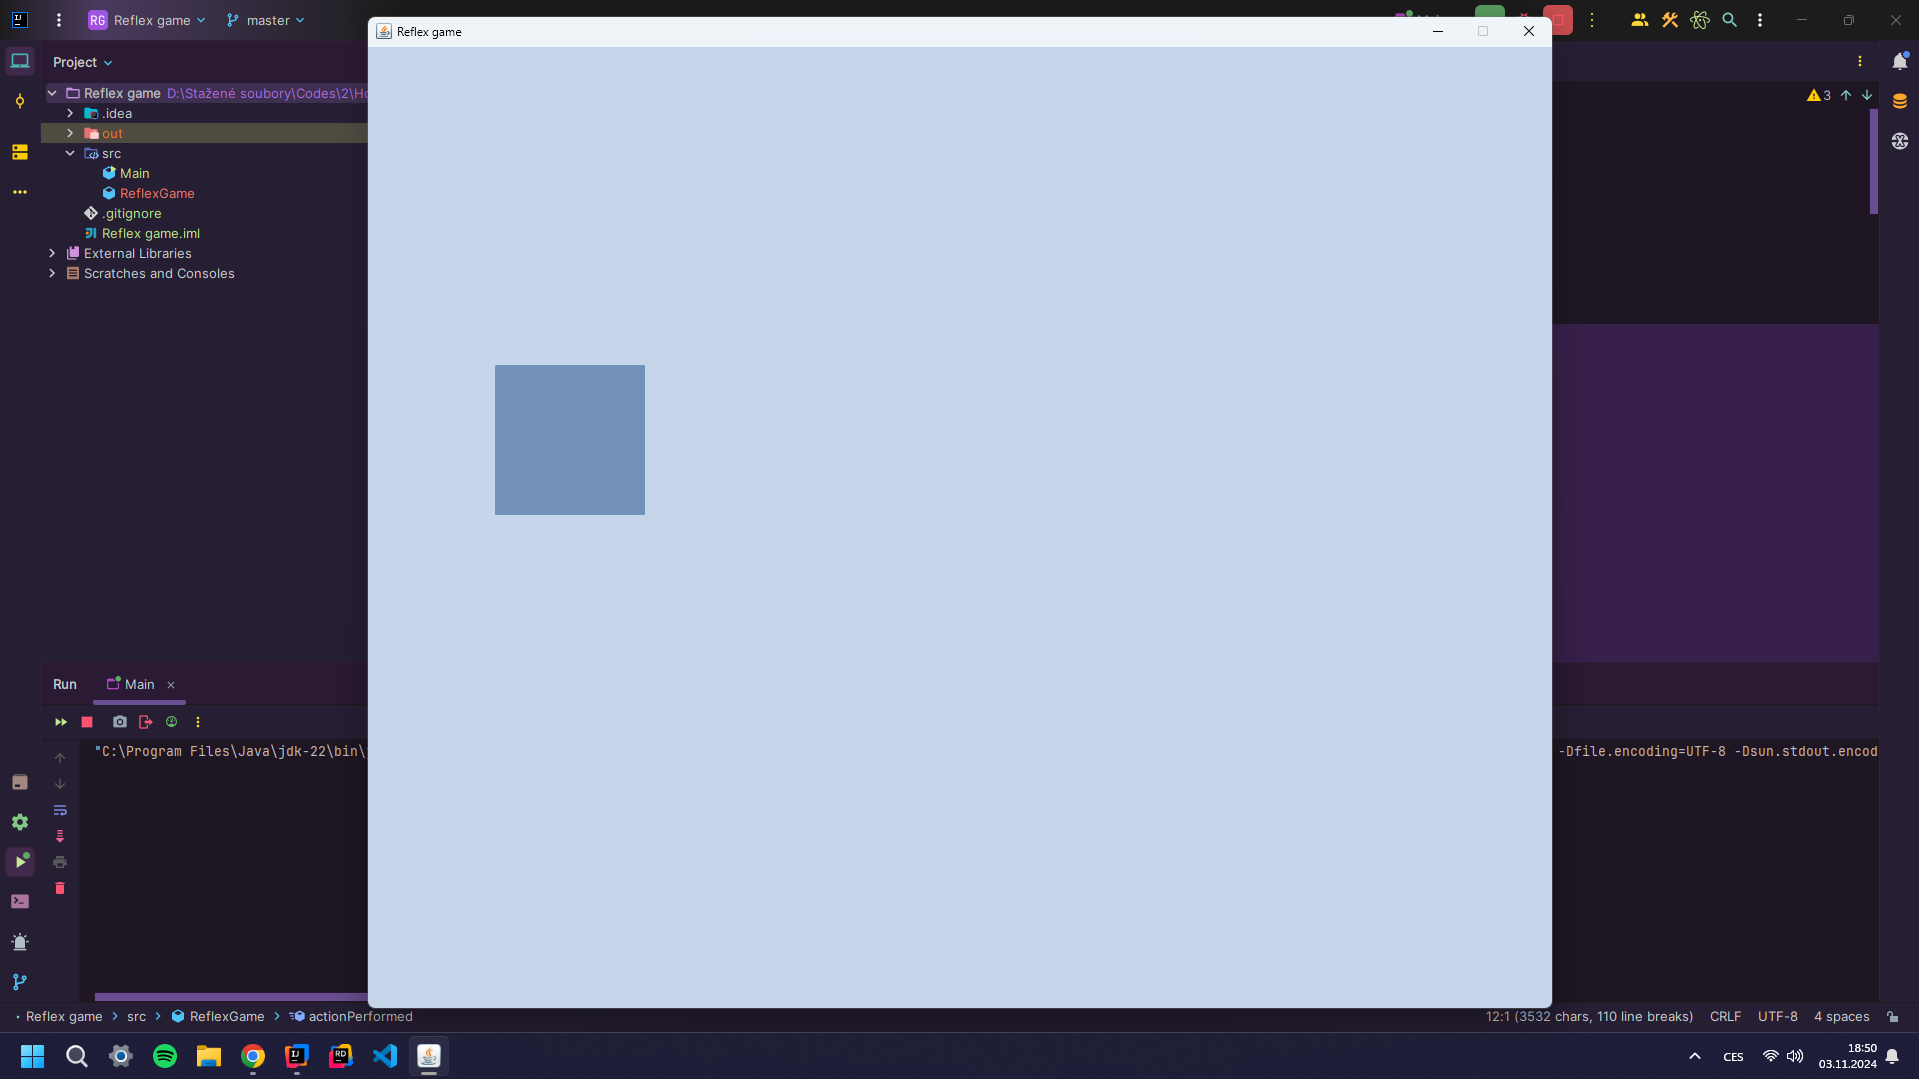 RG Reflex game master
Reflex game
Project
Reflex game D:\Stažené soubory\Codes\2\Ho
.idea
out
src
Main
ReflexGame
.gitignore
Reflex game.iml
External Libraries
Scratches and Consoles
3
Run Main
"C:\Program Files\Java\jdk-22\bin\
-Dfile.encoding=UTF-8 -Dsun.stdout.encod
Reflex game src ReflexGame actionPerformed
12:1 (3532 chars, 110 line breaks) CRLF UTF-8 4 spaces
CES
18:50
03.11.2024